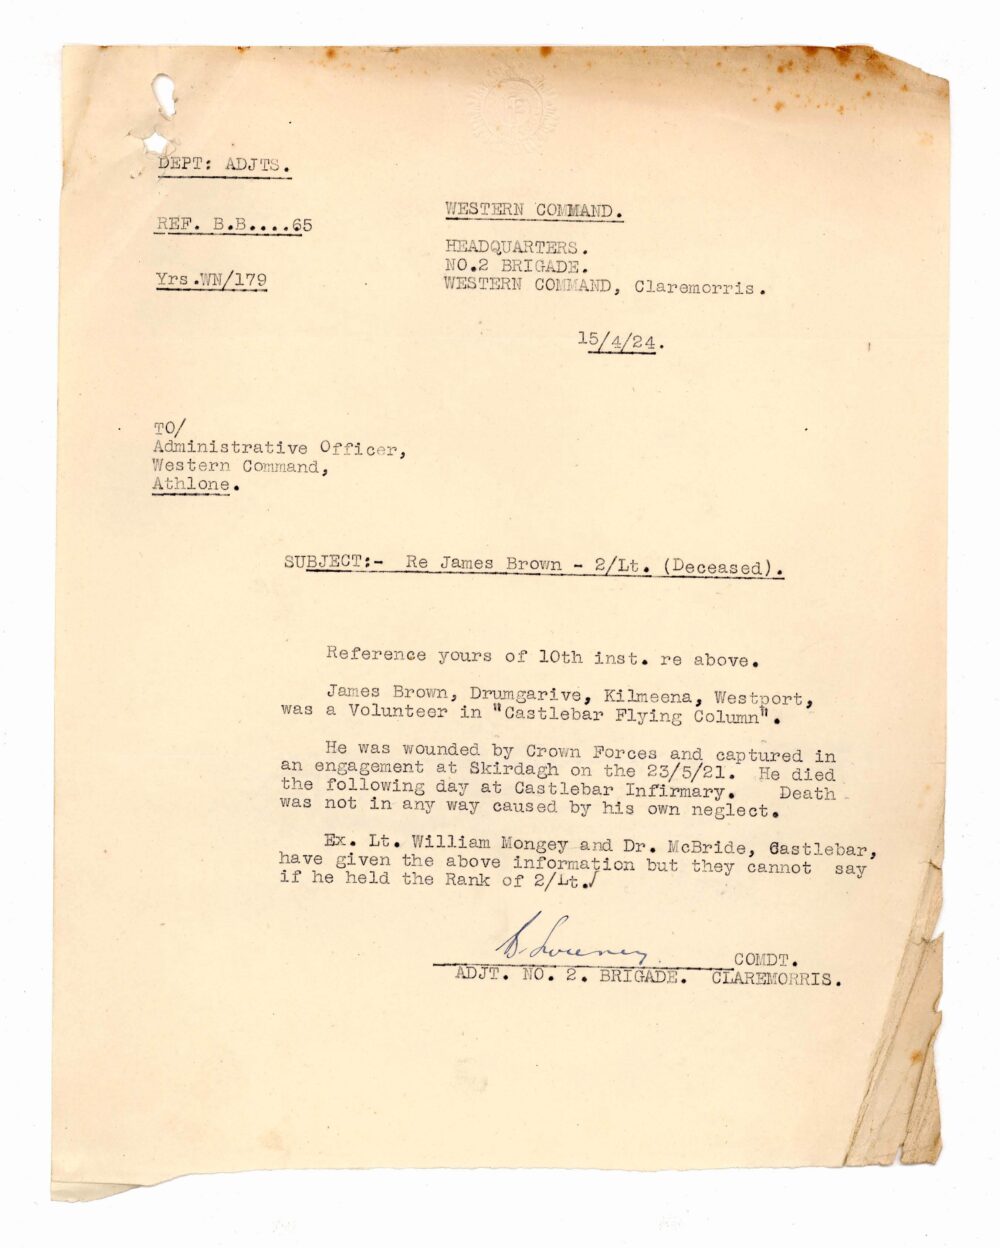 DEPT: ADJTS.
REF. B.B....65
WESTERN COMMAND.
HEADQUARTERS.
NO.2 BRIGADE.
WESTERN COMMAND, Claremorris.
Yrs.WN/179
15/4/24.
TO/
Administrative Officer,
Western Command,
Athlone.
SUBJECT:- Re James Brown - 2/Lt. (Deceased).
Reference yours of 10th inst. re above.
James Brown, Drumgarive, Kilmeena, Westport,
was a Volunteer in "Castlebar Flying Column".
He was wounded by Crown Forces and captured in
an engagement at Skirdagh on the 23/5/21. He died
the following day at Castlebar Infirmary. Death
was not in any way caused by his own neglect.
Ex. Lt. William Mongey and Dr. McBride, Castlebar,
have given the above information but they cannot say
if he held the Rank of 2/Lt.
Sweeney
COMDT.
ADJT. NO. 2. BRIGADE. CLAREMORRIS.